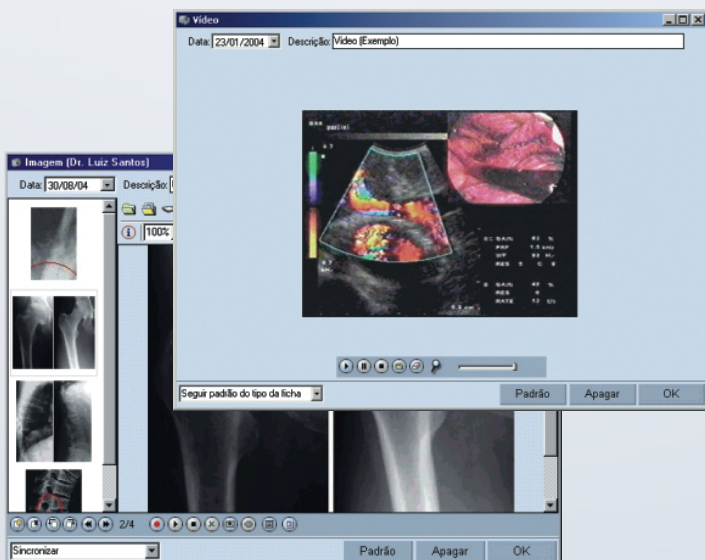 Vídeo
Data: 23/01/2004 Descrição: Vídeo (Exemplo)
Seguir padrão do tipo da ficha
Padrão Apagar OK
Imagem (Dr. Luiz Santos)
Data: 30/08/04 Descrição:
100%
2/4
Sincronizar
Padrão Apagar OK